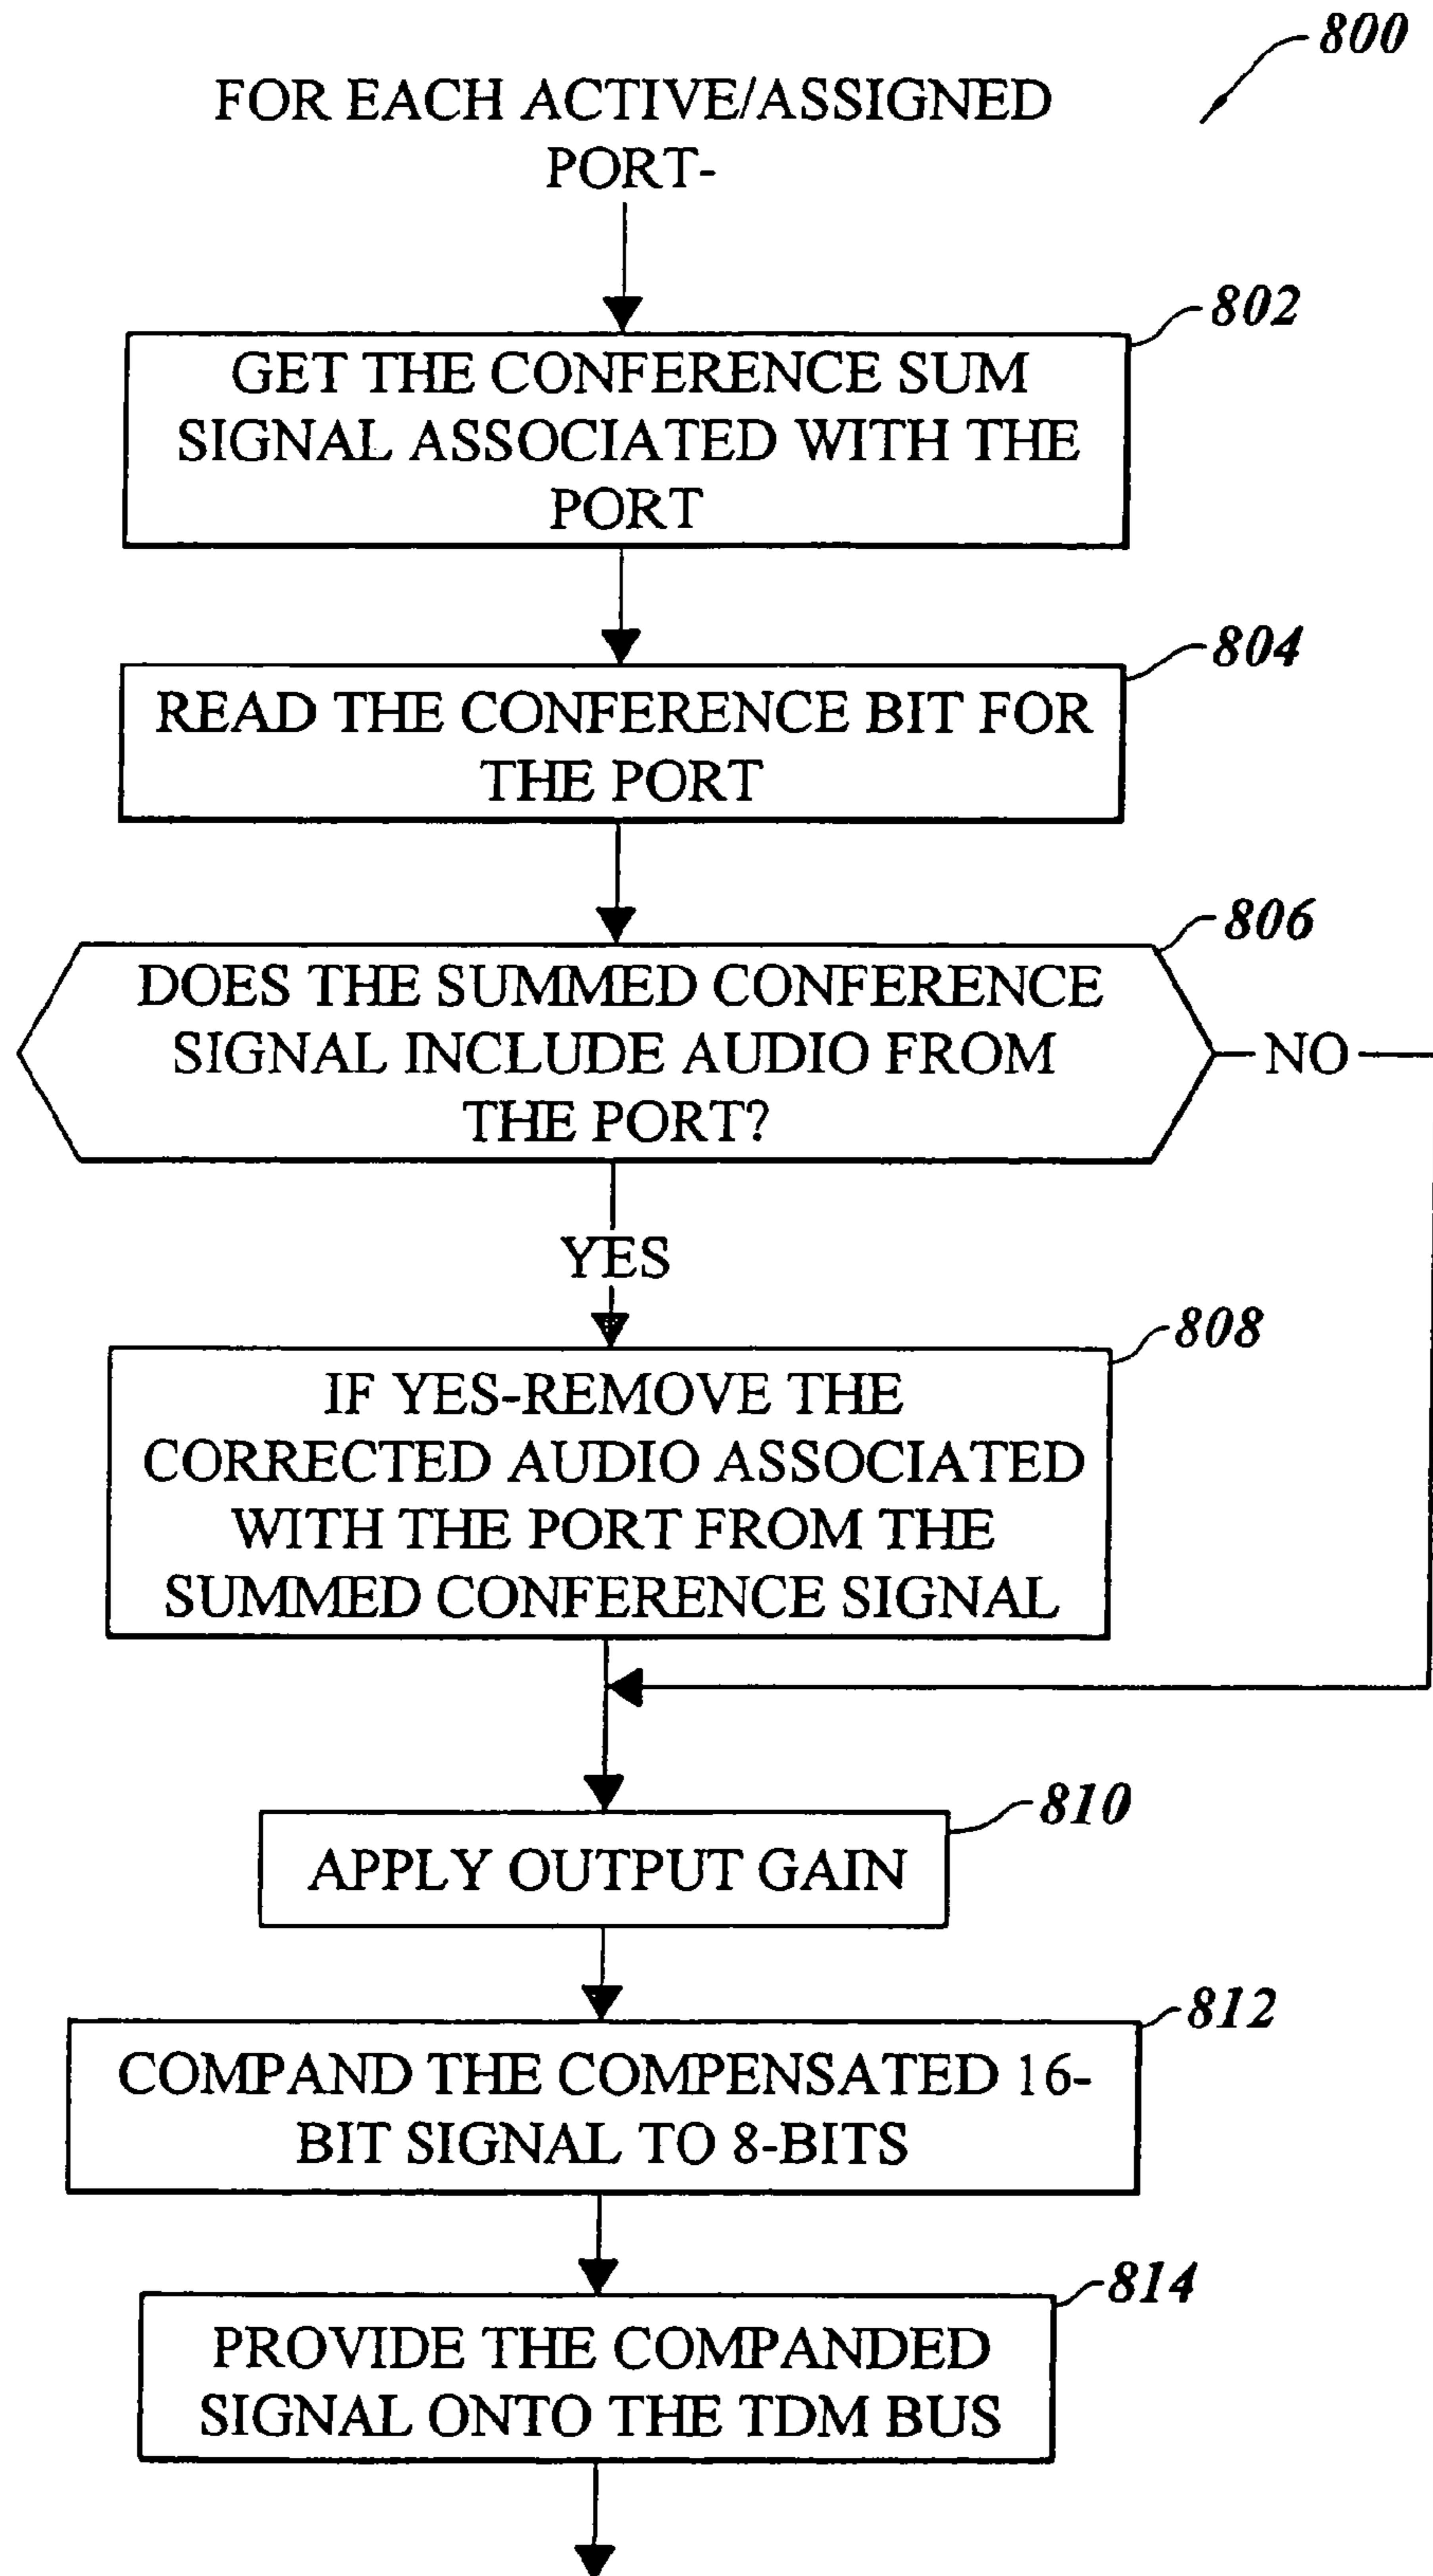 800
FOR EACH ACTIVE/ASSIGNED
PORT-
802
GET THE CONFERENCE SUM
SIGNAL ASSOCIATED WITH THE
PORT
804
READ THE CONFERENCE BIT FOR
THE PORT
806
DOES THE SUMMED CONFERENCE
SIGNAL INCLUDE AUDIO FROM
THE PORT?
NO
YES
808
IF YES-REMOVE THE
CORRECTED AUDIO ASSOCIATED
WITH THE PORT FROM THE
SUMMED CONFERENCE SIGNAL
810
APPLY OUTPUT GAIN
812
COMPAND THE COMPENSATED 16-
BIT SIGNAL TO 8-BITS
814
PROVIDE THE COMPANDED
SIGNAL ONTO THE TDM BUS